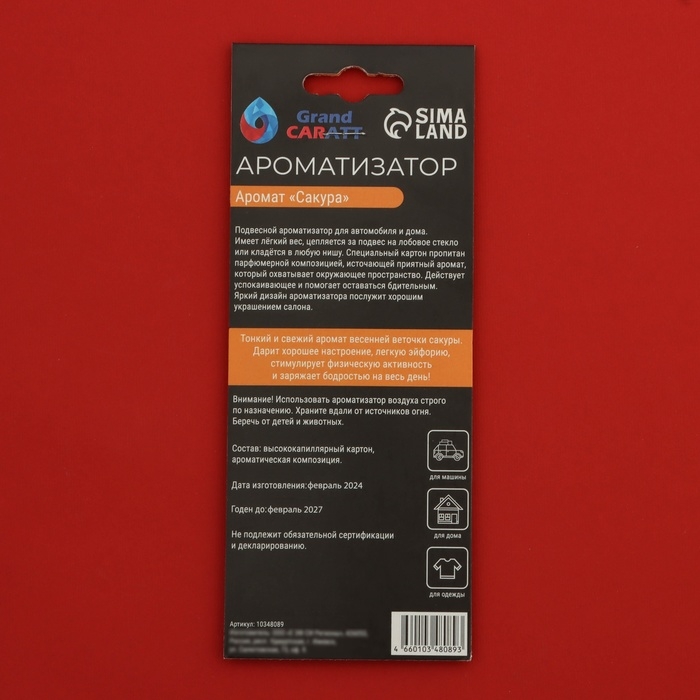 Grand
CARATT
SIMA
LAND
АРОМАТИЗАТОР
Аромат «Сакура»
Подвесной ароматизатор для автомобиля и дома.
Имеет лёгкий вес, цепляется за подвес на лобовое стекло
или кладётся в любую нишу. Специальный картон пропитан
парфюмерной композицией, источающей приятный аромат,
который охватывает окружающее пространство. Действует
успокаивающее и помогает оставаться бдительным.
Яркий дизайн ароматизатора послужит хорошим
украшением салона.
Тонкий и свежий аромат весенней веточки сакуры.
Дарит хорошее настроение, легкую эйфорию,
стимулирует физическую активность
и заряжает бодростью на весь день!
Внимание! Использовать ароматизатор воздуха строго
по назначению. Храните вдали от источников огня.
Беречь от детей и животных.
Состав: высококапиллярный картон,
ароматическая композиция.
для машины
Дата изготовления:февраль 2024
Годен до:февраль 2027
для дома
Не подлежит обязательной сертификации
и декларированию.
для одежды
Артикул: 10348089
4 660103 480893